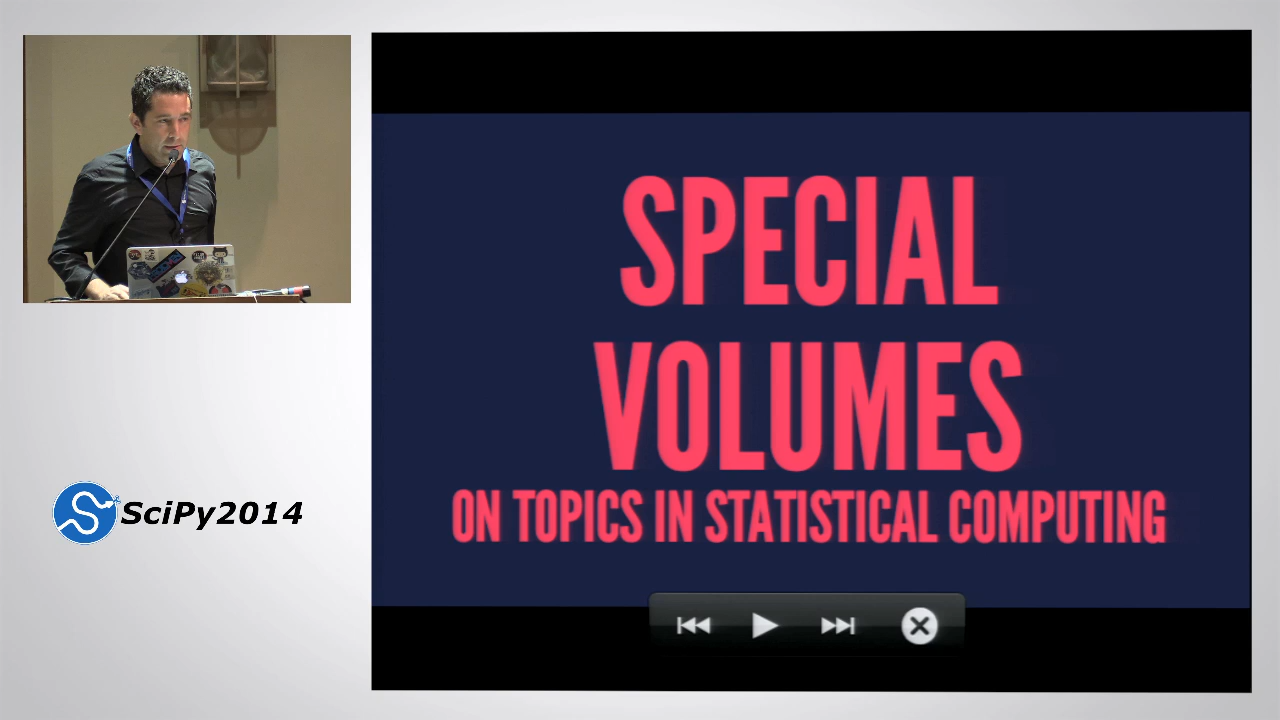 SPECIAL
VOLUMES
ON TOPICS IN STATISTICAL COMPUTING
SciPy2014